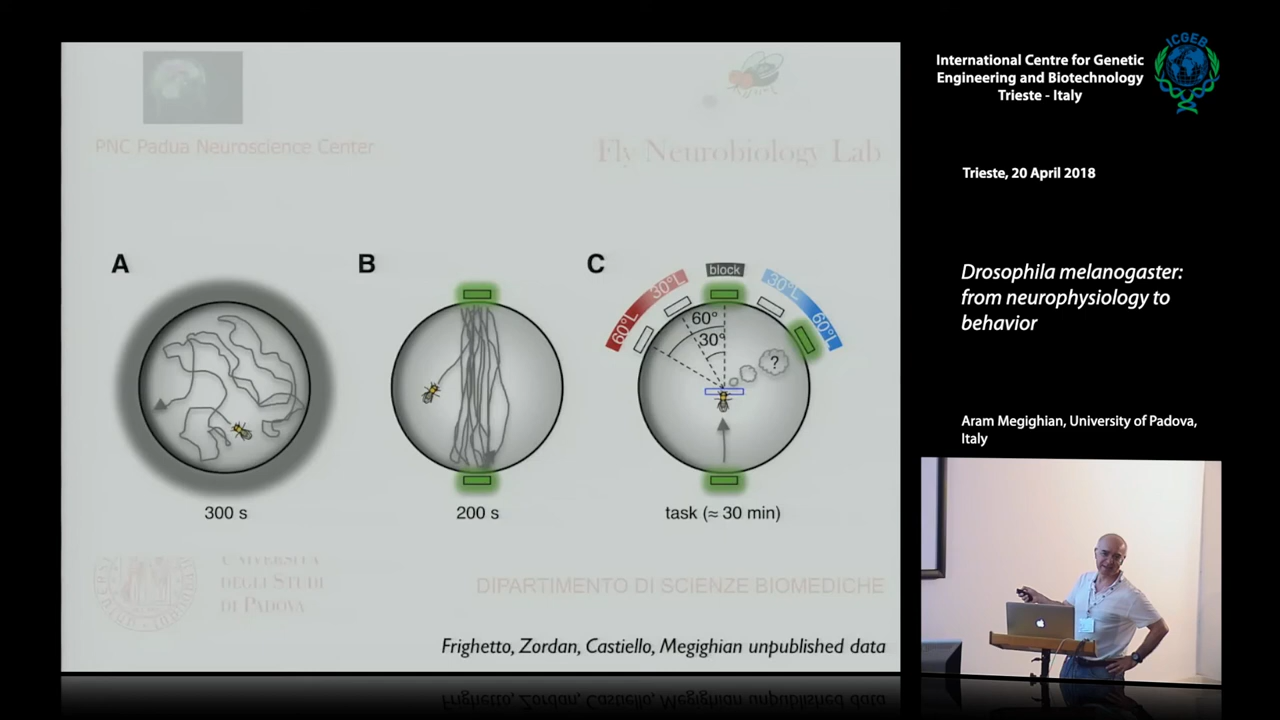 PNC Padua Neuroscience Center
Fly Neurobiology Lab
A
B
C
block
30°L
60°L
30°L
60°L
60°
30°
?
300 s
200 s
task (≈ 30 min)
UNIVERSITÀ
DEGLI STUDI
DI PADOVA
DIPARTIMENTO DI SCIENZE BIOMEDICHE
Frighetto, Zordan, Castiello, Megighian unpublished data
International Centre for Genetic
Engineering and Biotechnology
Trieste - Italy
ICGEB
Trieste, 20 April 2018
Drosophila melanogaster:
from neurophysiology to
behavior
Aram Megighian, University of Padova,
Italy